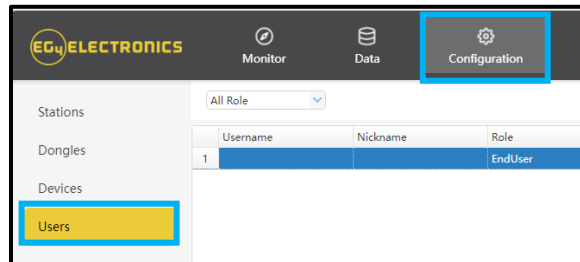 EG4 ELECTRONICS
Monitor
Data
Configuration
Stations
Dongles
Devices
Users
All Role
Username Nickname Role
1 EndUser